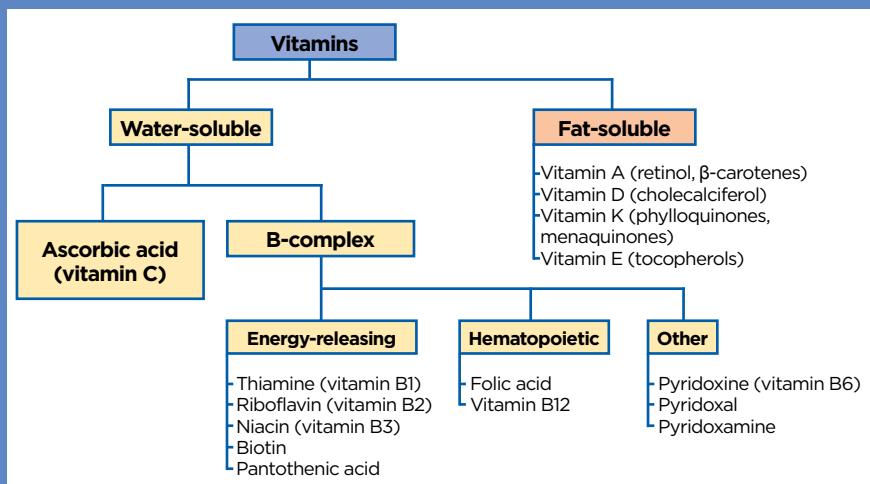 Vitamins
Water-soluble
Fat-soluble
Vitamin A (retinol, β-carotenes)
Vitamin D (cholecalciferol)
Vitamin K (phylloquinones,
menaquinones)
Vitamin E (tocopherols)
Ascorbic acid
(vitamin C)
B-complex
Energy-releasing
Hematopoietic
Other
Thiamine (vitamin B1)
Riboflavin (vitamin B2)
Niacin (vitamin B3)
Biotin
Pantothenic acid
Folic acid
Vitamin B12
Pyridoxine (vitamin B6)
Pyridoxal
Pyridoxamine